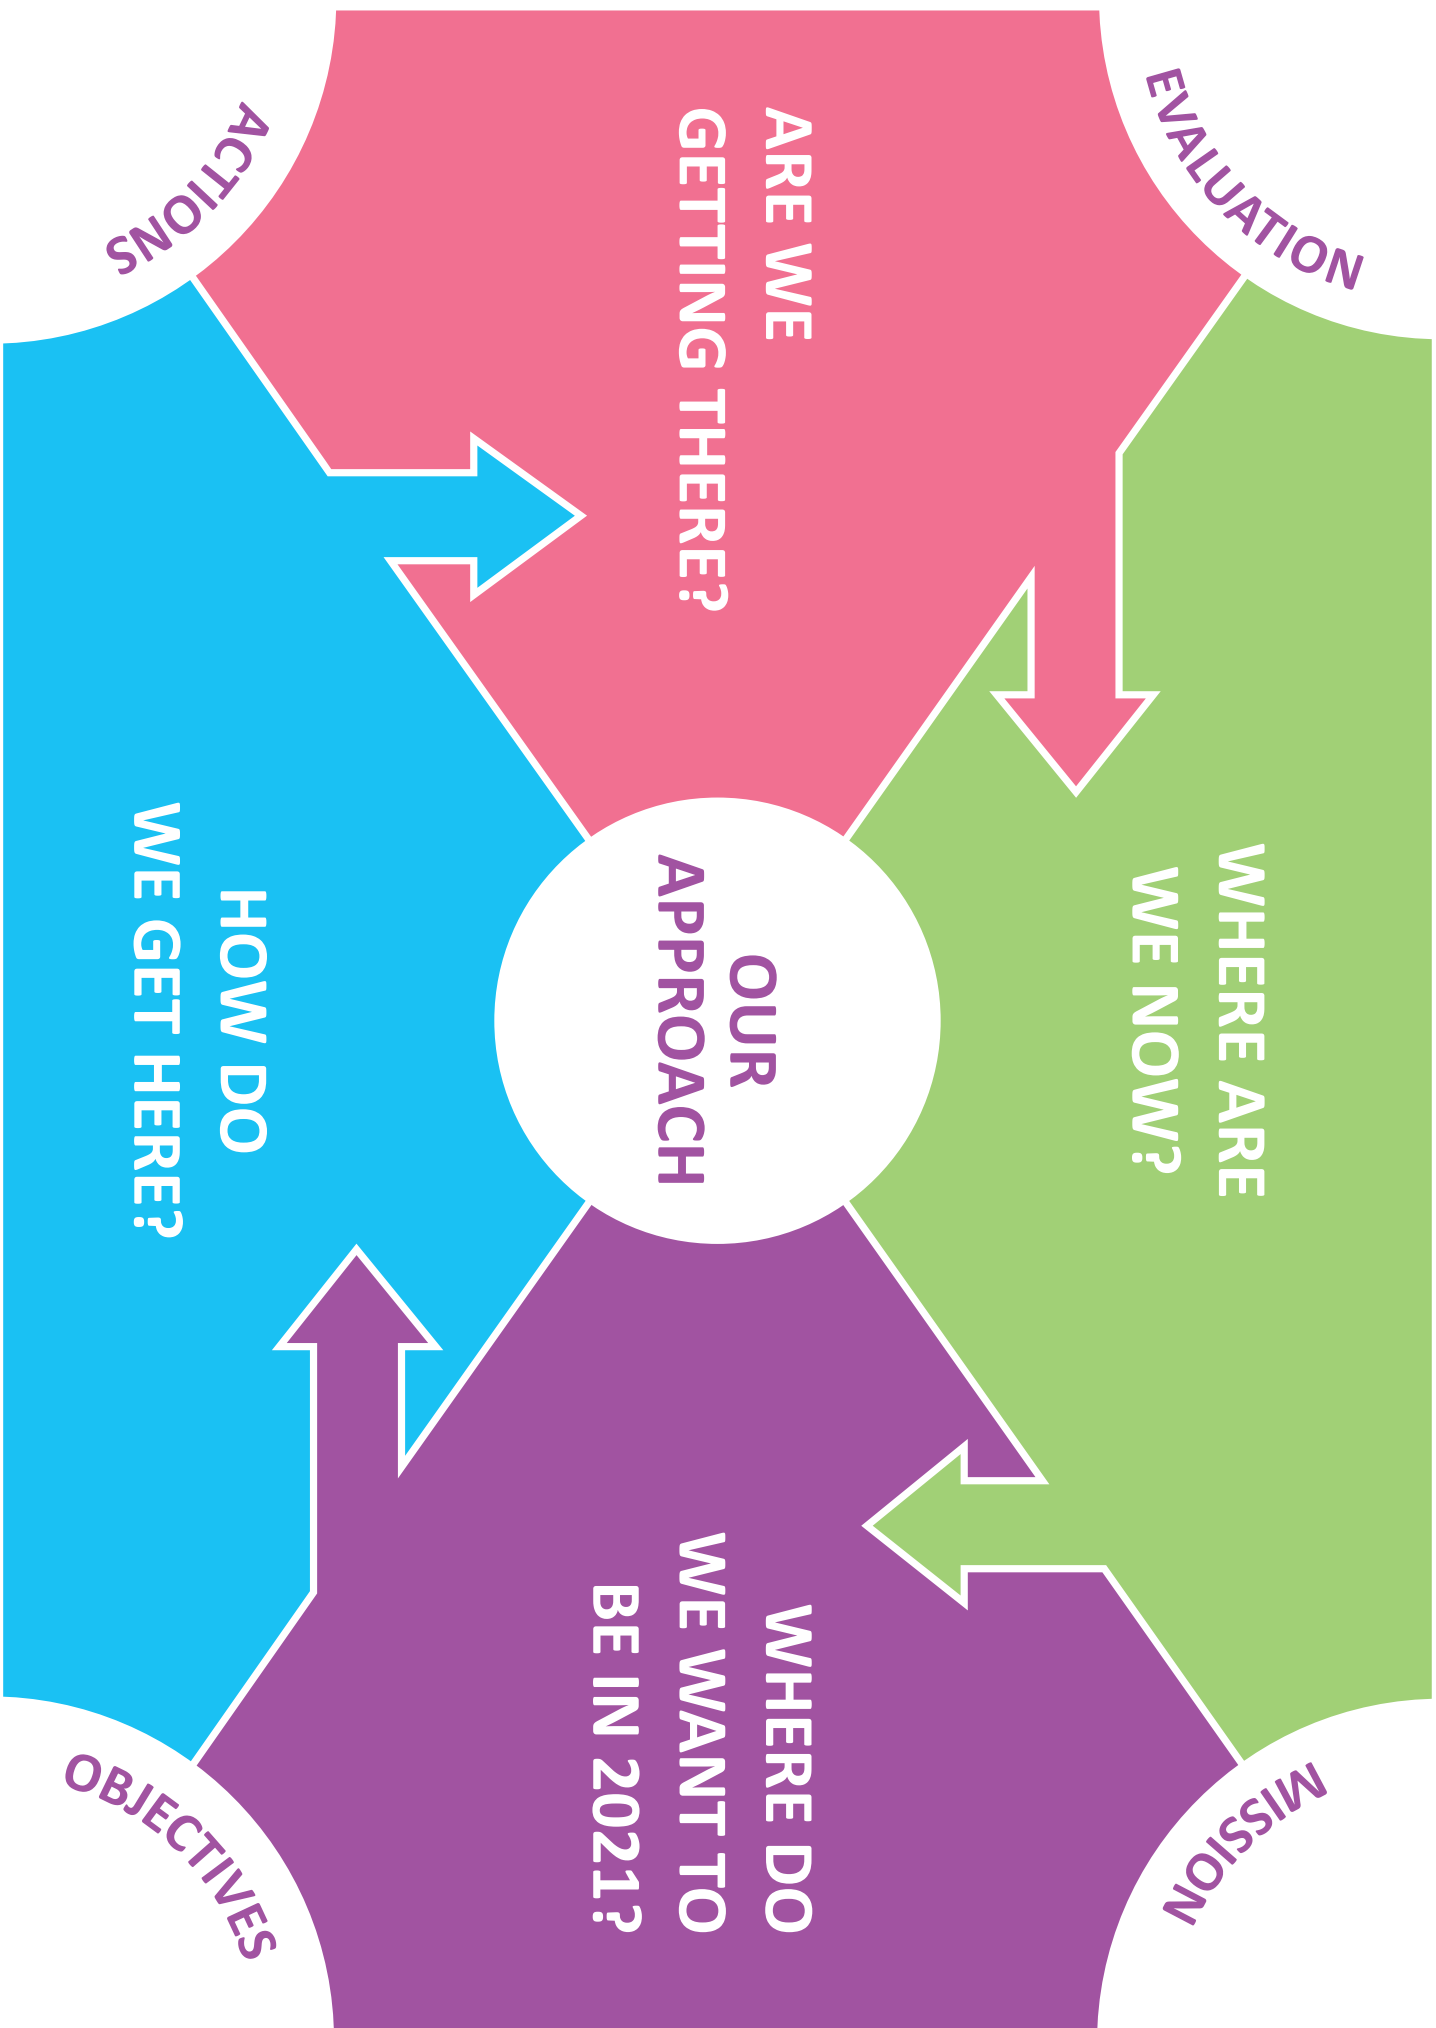 EVALUATION
WHERE ARE
WE NOW?
MISSION
ARE WE
GETTING THERE?
OUR
APPROACH
WHERE DO
WE WANT TO
BE IN 2021?
ACTIONS
HOW DO
WE GET HERE?
OBJECTIVES